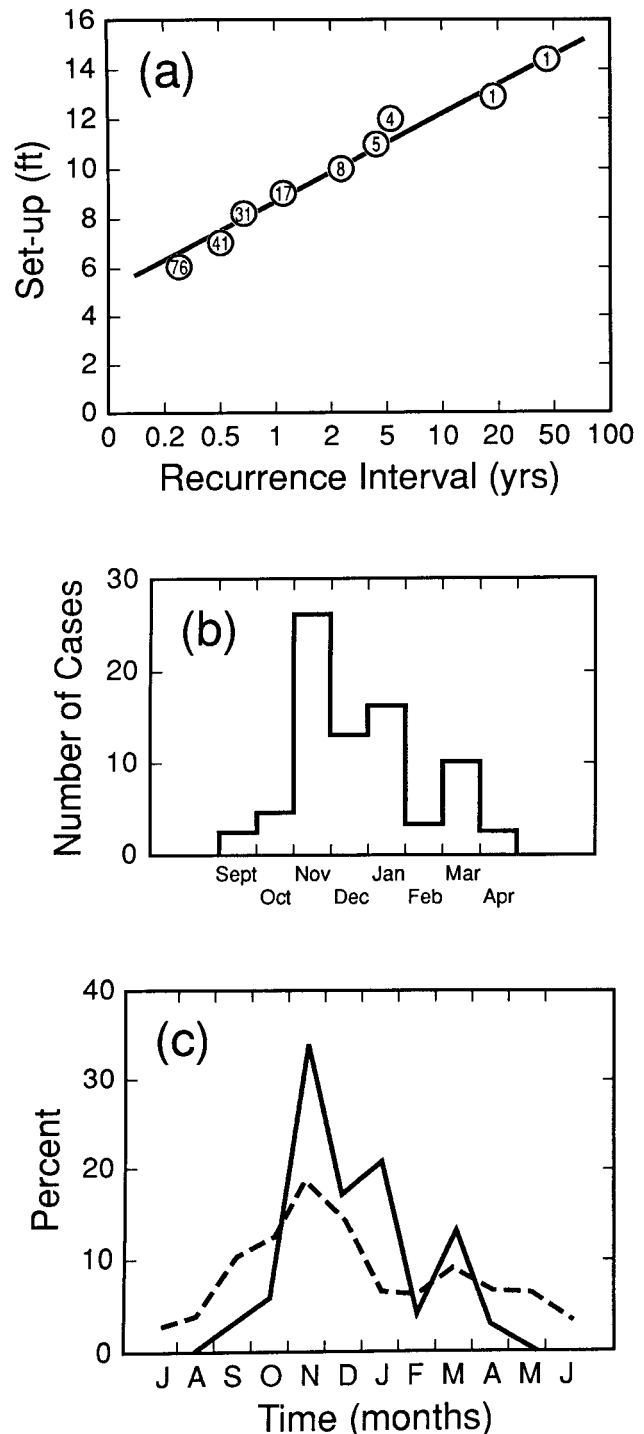 (a)
Set-up (ft)
16
14
12
10
8
6
4
2
0
76
41
31
17
8
5
4
1
1
0 0.2 0.5 1 2 5 10 20 50 100
Recurrence Interval (yrs)
(b)
Number of Cases
30
20
10
0
Sept Nov Jan Mar
Oct Dec Feb Apr
(c)
Percent
40
30
20
10
0
J A S O N D J F M A M J
Time (months)